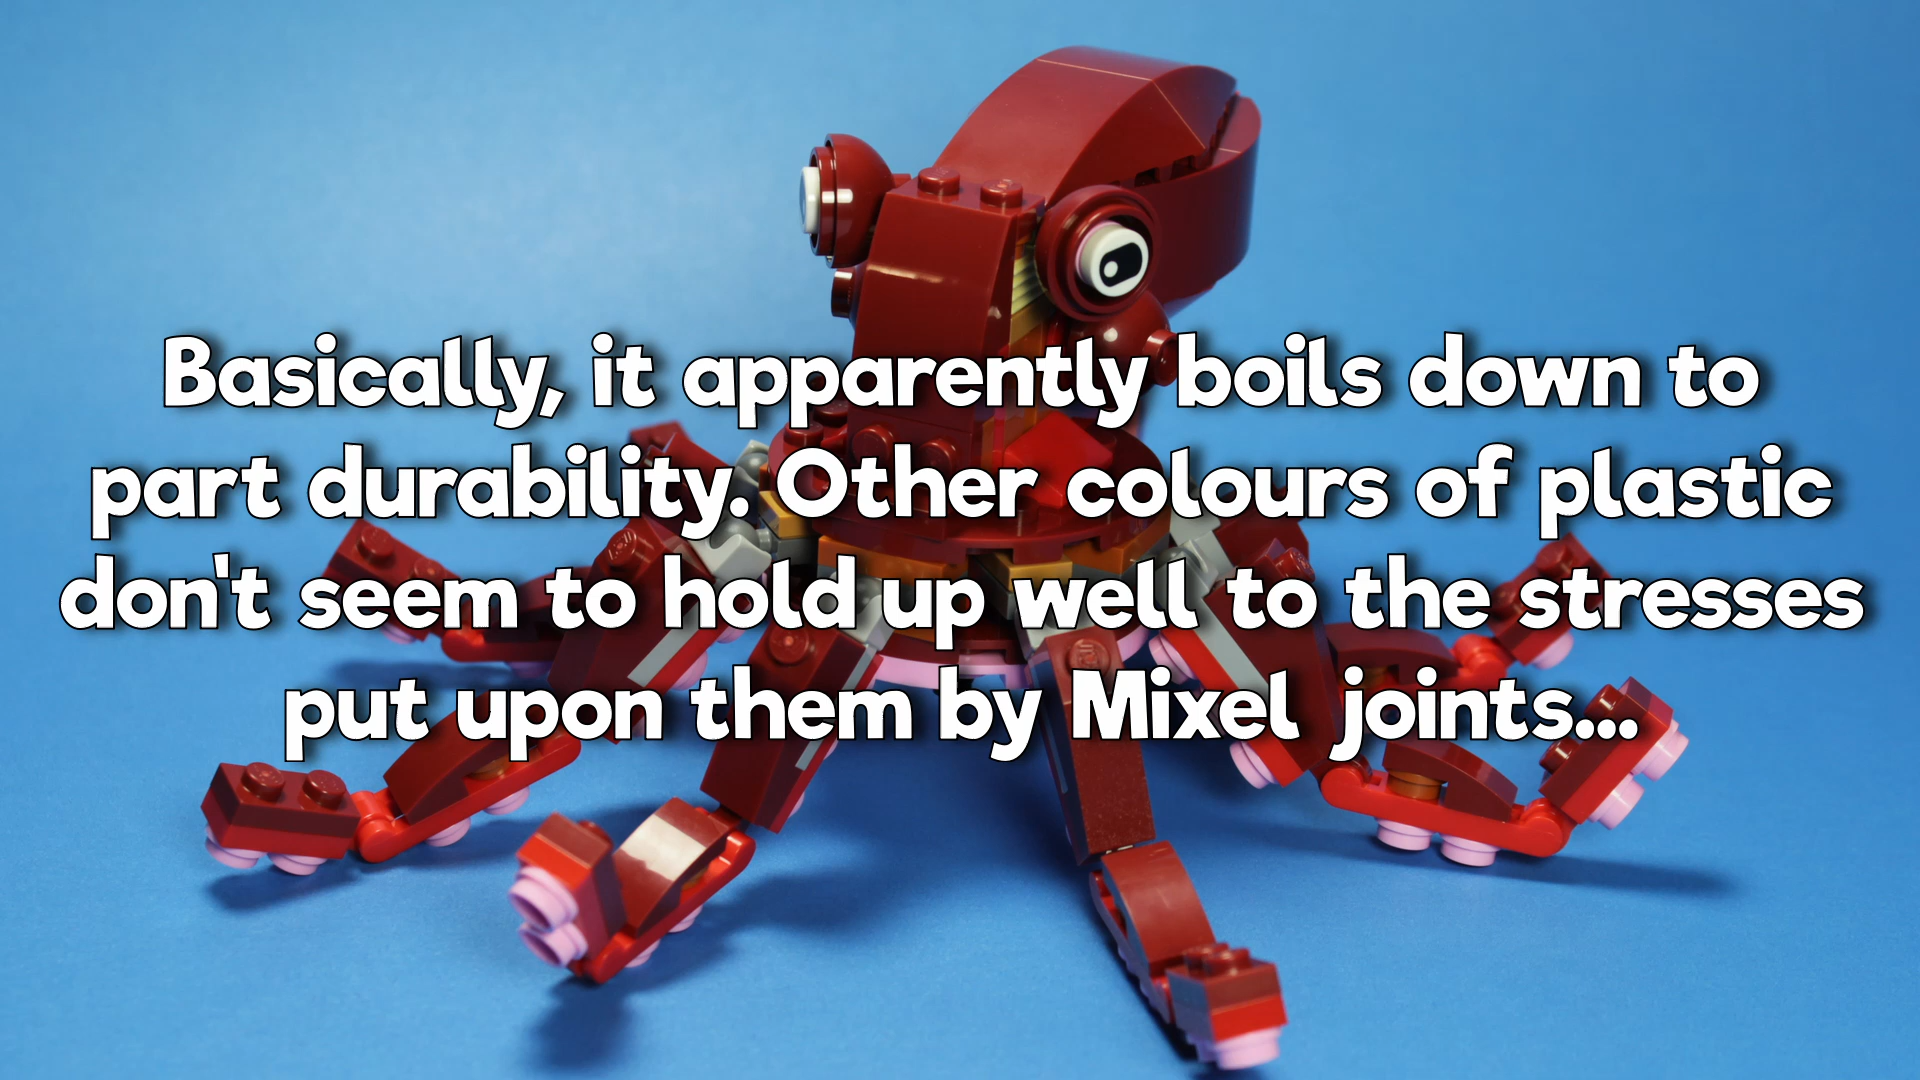 Basically, it apparently boils down to
part durability. Other colours of plastic
don't seem to hold up well to the stresses
put upon them by Mixel joints...